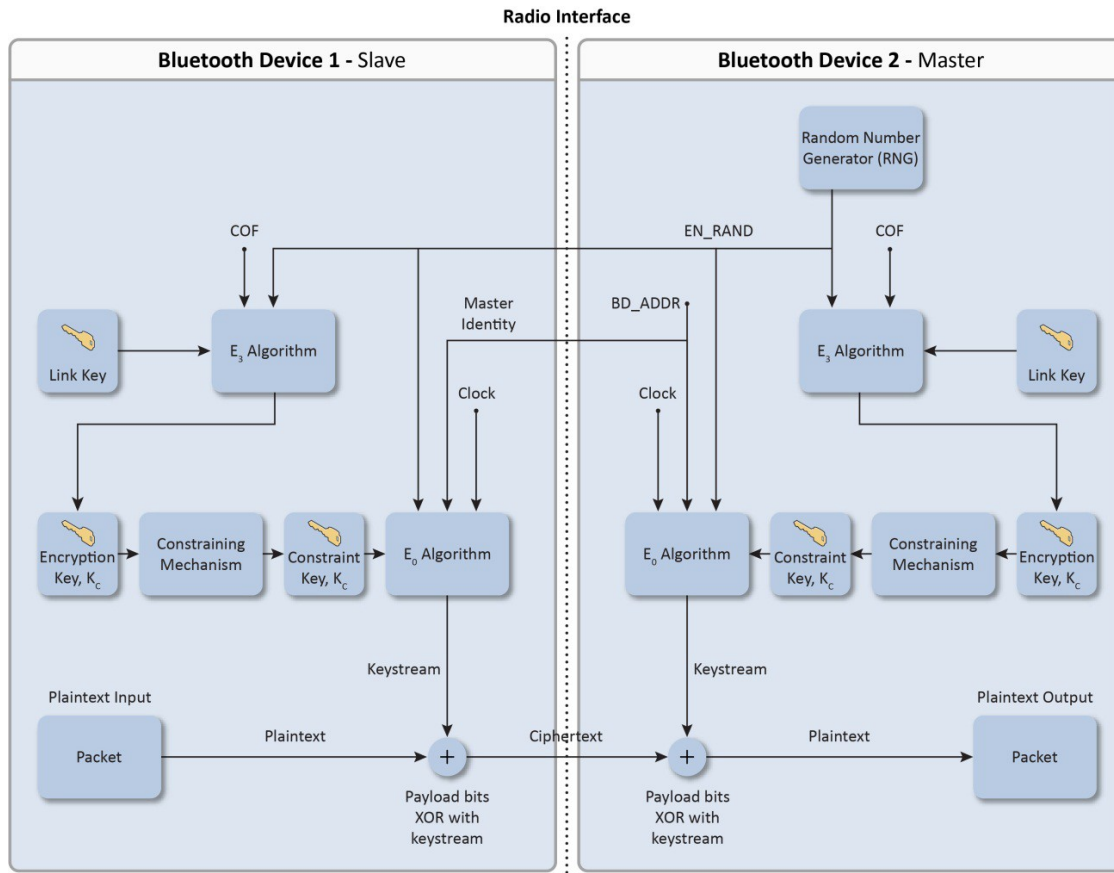 Radio Interface
Bluetooth Device 1 - Slave
Bluetooth Device 2 - Master
Random Number
Generator (RNG)
COF
EN_RAND
COF
Master
Identity
BD_ADDR
Link Key
E3 Algorithm
E3 Algorithm
Link Key
Clock
Clock
Encryption
Key, KC
Constraining
Mechanism
Constraint
Key, KC
E0 Algorithm
E0 Algorithm
Constraint
Key, KC
Constraining
Mechanism
Encryption
Key, KC
Keystream
Keystream
Plaintext Input
Plaintext Output
Packet
Plaintext
+
Ciphertext
+
Plaintext
Packet
Payload bits
XOR with
keystream
Payload bits
XOR with
keystream